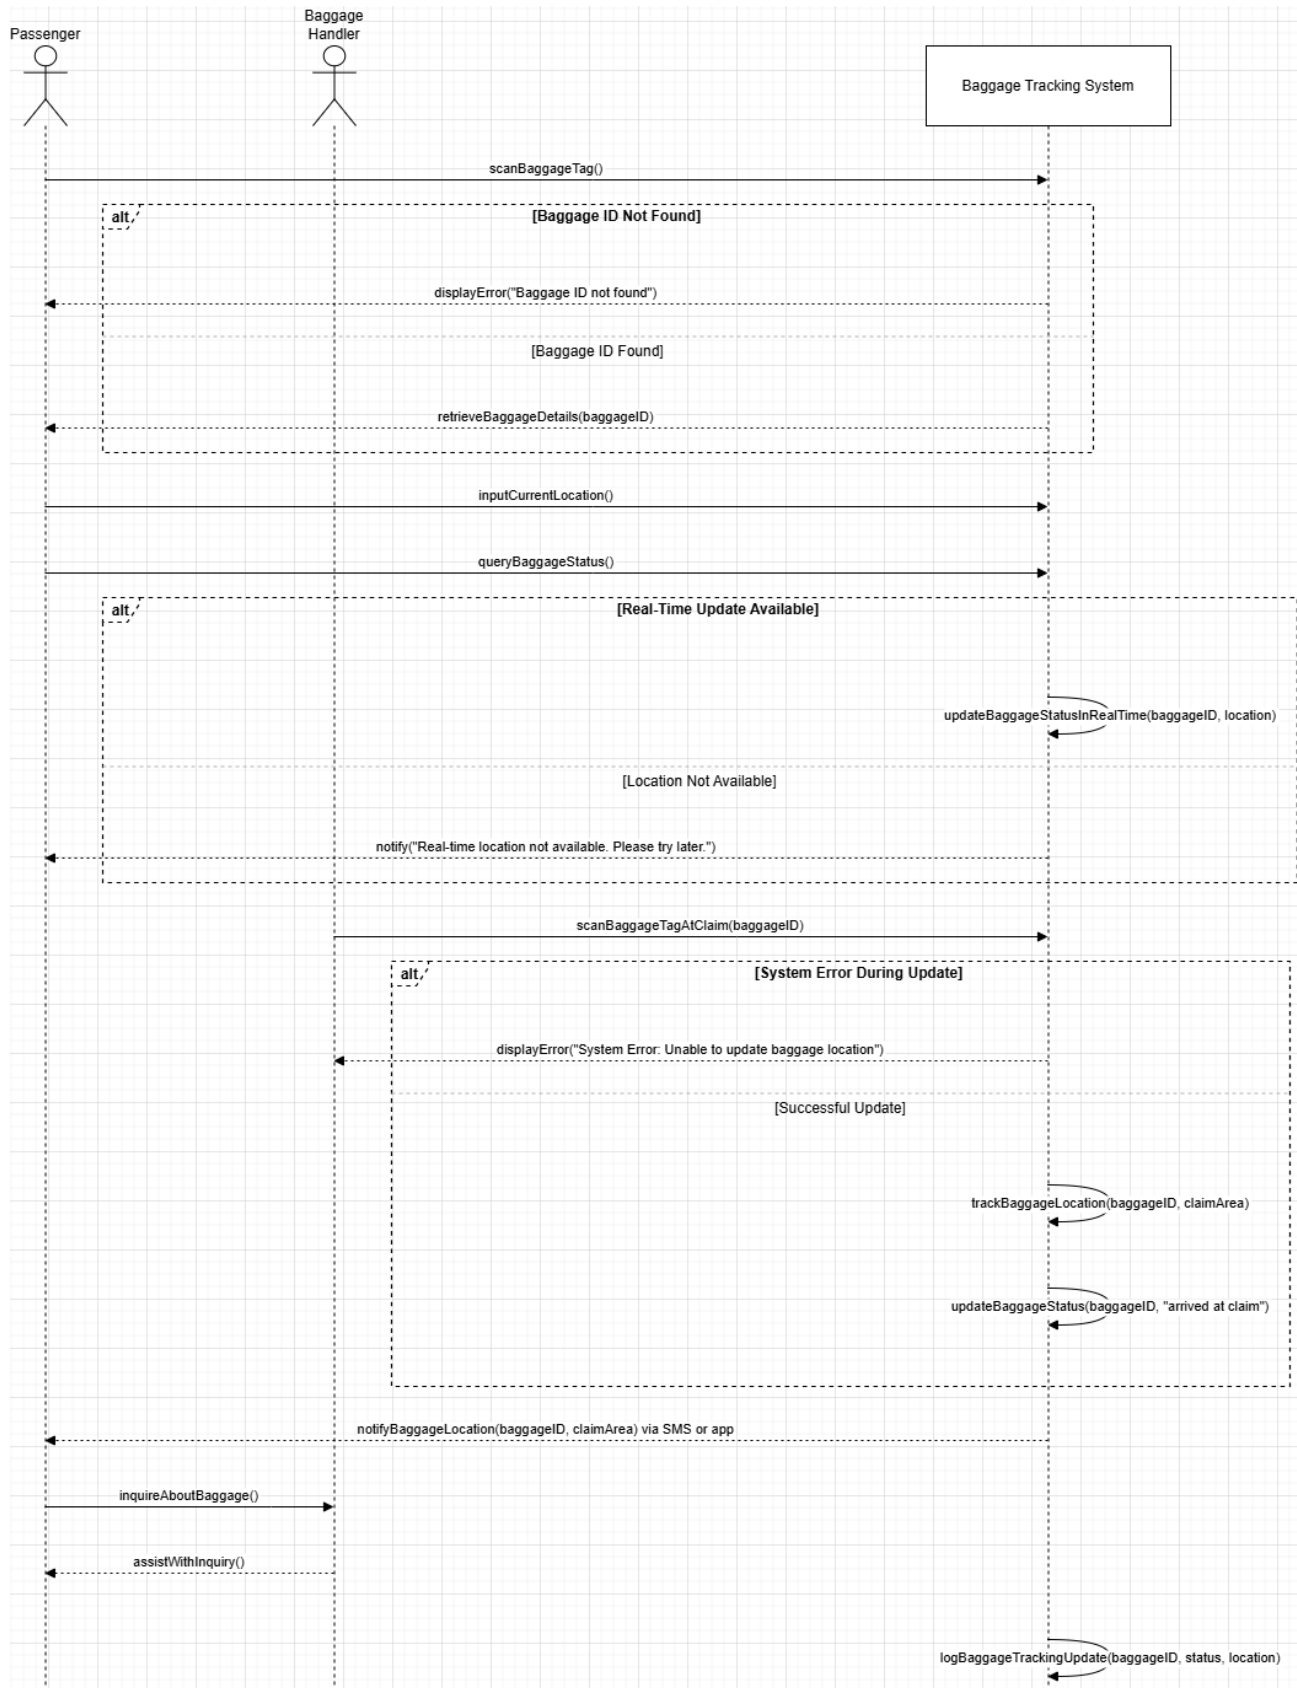 Passenger
Baggage
Handler
Baggage Tracking System
scanBaggageTag()
alt
[Baggage ID Not Found]
displayError("Baggage ID not found")
[Baggage ID Found]
retrieveBaggageDetails(baggageID)
inputCurrentLocation()
queryBaggageStatus()
alt
[Real-Time Update Available]
updateBaggageStatusInRealTime(baggageID, location)
[Location Not Available]
notify("Real-time location not available. Please try later.")
scanBaggageTagAtClaim(baggageID)
alt
[System Error During Update]
displayError("System Error: Unable to update baggage location")
[Successful Update]
trackBaggageLocation(baggageID, claimArea)
updateBaggageStatus(baggageID, "arrived at claim")
notifyBaggageLocation(baggageID, claimArea) via SMS or app
inquireAboutBaggage()
assistWithInquiry()
logBaggageTrackingUpdate(baggageID, status, location)